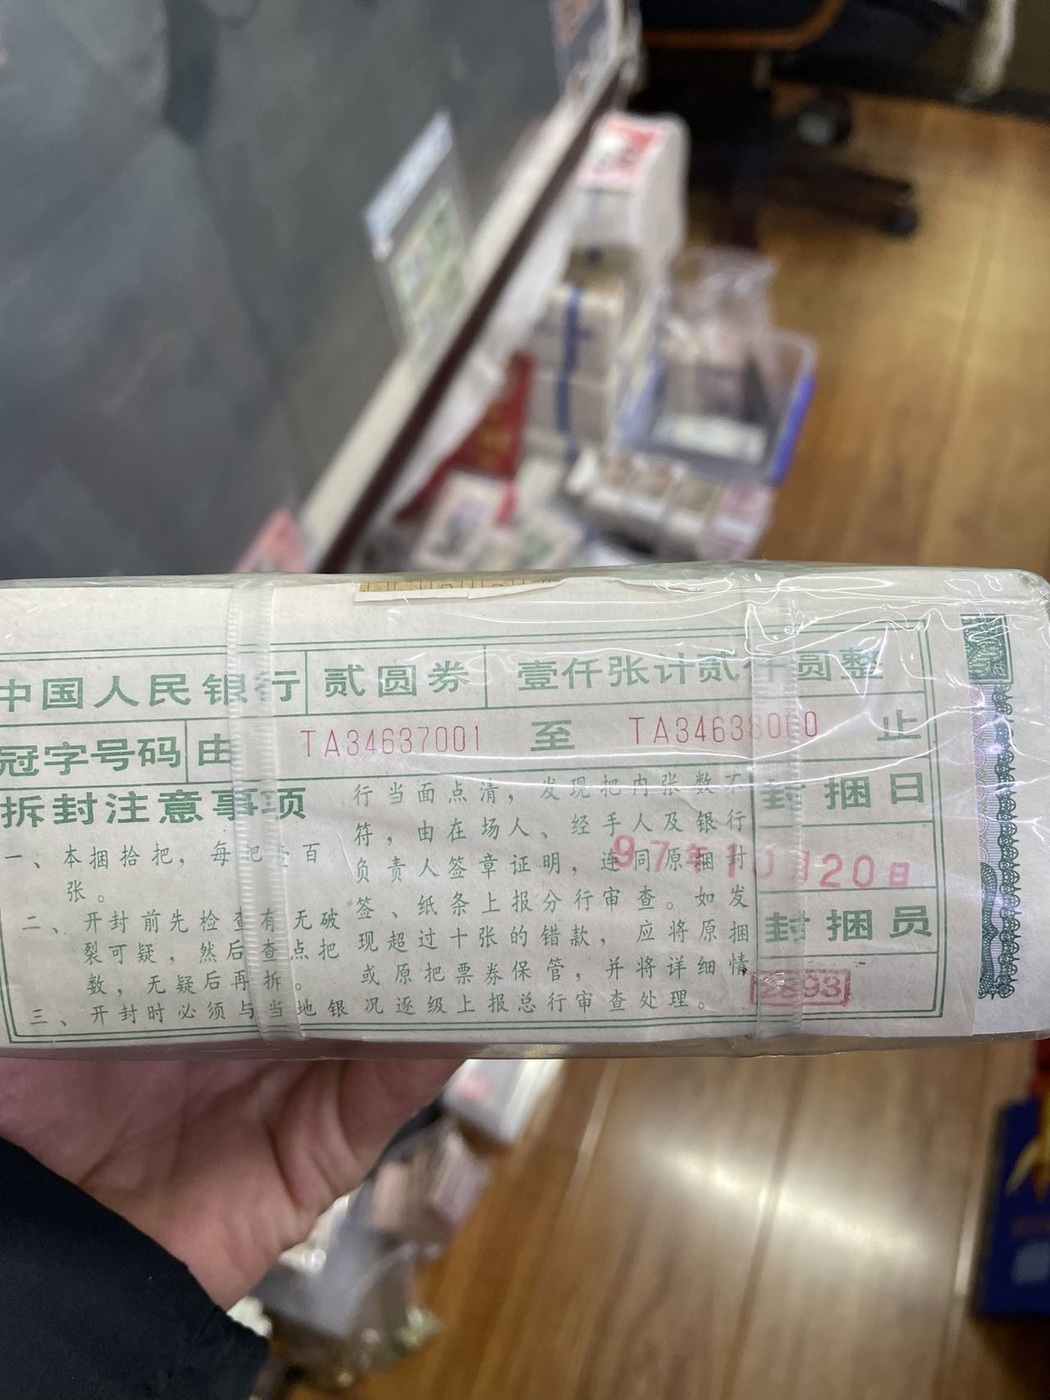 中国人民银行 贰圆券 壹仟张计贰仟圆整
冠字号码 由 TA34637001 至 TA34638000 止
拆封注意事项
一、本捆拾把，每把壹百
张。
二、开封前先检查有无破
裂可疑，然后查点把
数，无疑后再拆。
三、开封时必须与当地银
行当面点清，发现把内张数不
符，由在场人、经手人及银行
负责人签章证明，连同原捆封
签、纸条上报分行审查。如发
现超过十张的错款，应将原捆
或原把票券保管，并将详细情
况逐级上报总行审查处理。
封捆日
97年10月20日
封捆员